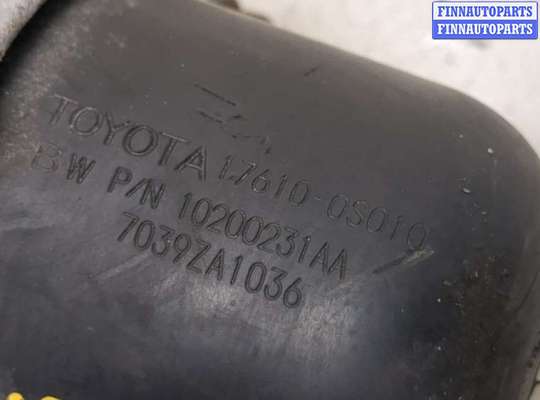 FINNAUTOPARTS
FINNAUTOPARTS
TOYOTA 17610-0S010
BW P/N 10200231AA
7039ZA1036